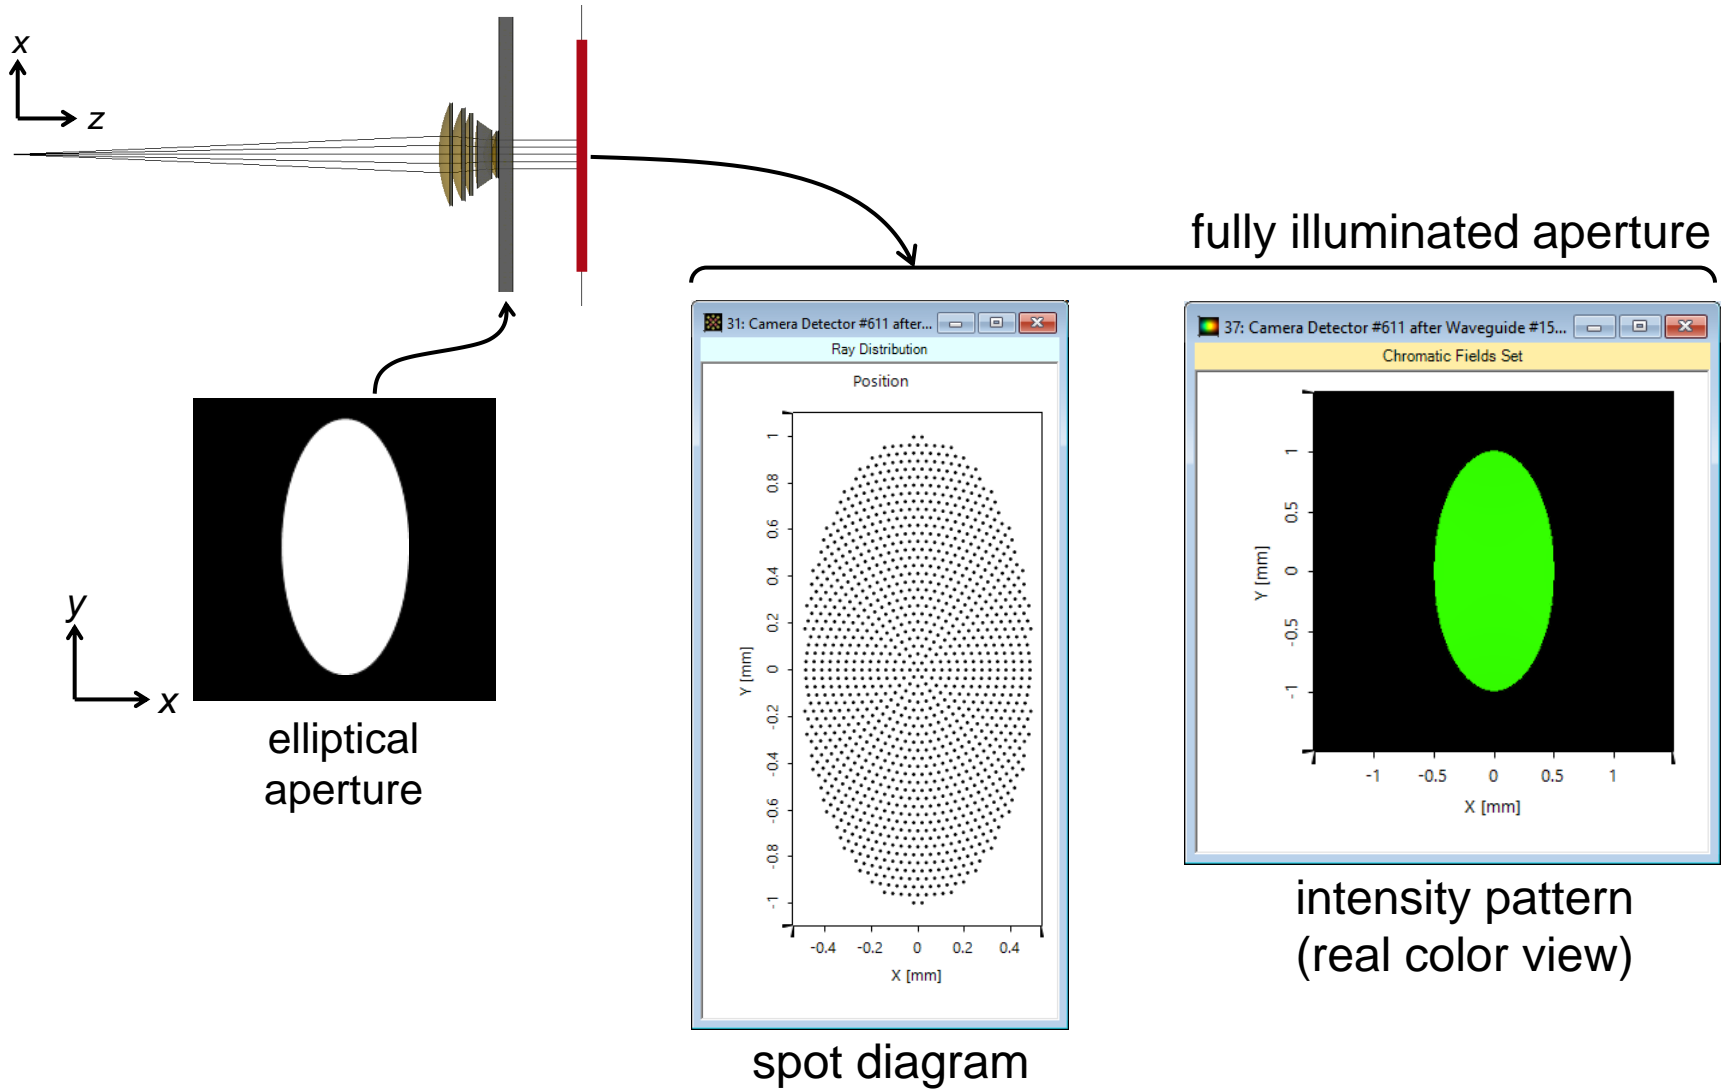 x
z
fully illuminated aperture
31: Camera Detector #611 after...
Ray Distribution
Position
1
0.8
0.6
0.4
0.2
0
-0.2
-0.4
-0.6
-0.8
-1
Y [mm]
-0.4 -0.2 0 0.2 0.4
X [mm]
spot diagram
37: Camera Detector #611 after Waveguide #15...
Chromatic Fields Set
1
0.5
0
-0.5
-1
Y [mm]
-1 -0.5 0 0.5 1
X [mm]
intensity pattern
(real color view)
y
x
elliptical
aperture